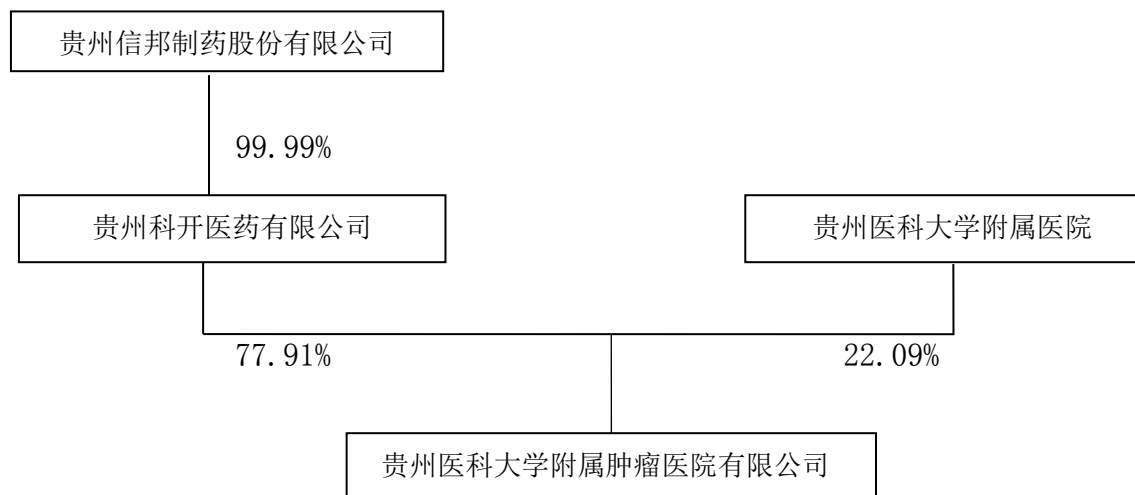 贵州信邦制药股份有限公司
99.99%
贵州科开医药有限公司
贵州医科大学附属医院
77.91%
22.09%
贵州医科大学附属肿瘤医院有限公司